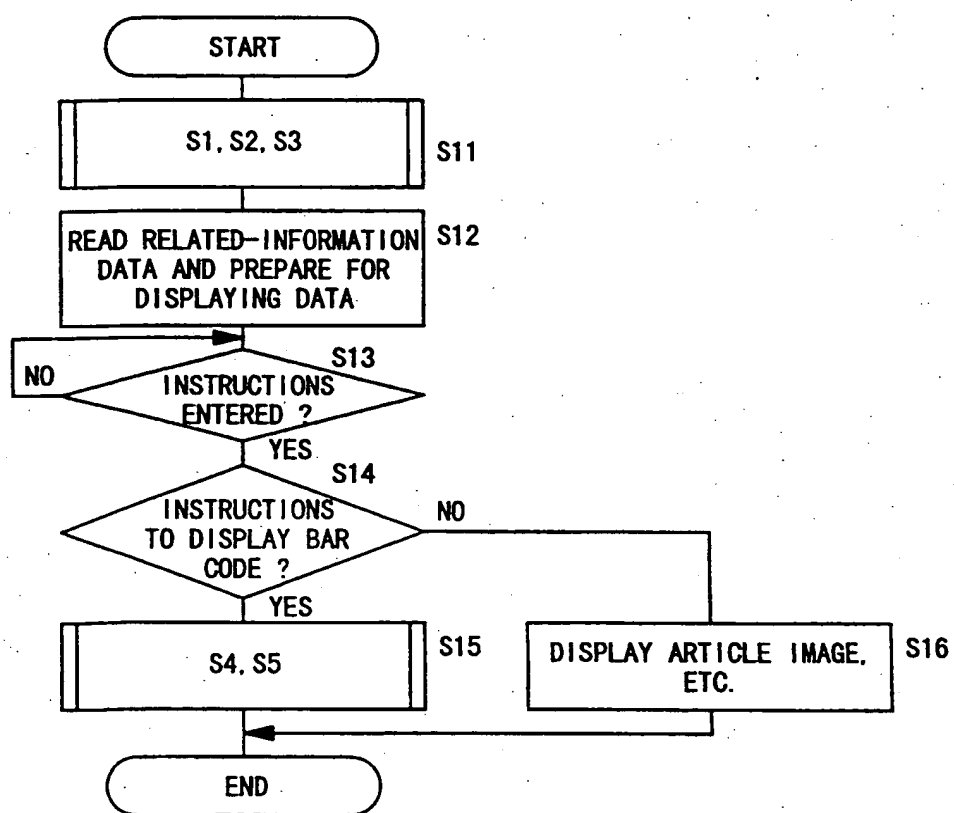 START
S1, S2, S3
S11
READ RELATED-INFORMATION
DATA AND PREPARE FOR
DISPLAYING DATA
S12
S13
NO
INSTRUCTIONS
ENTERED ?
YES
S14
INSTRUCTIONS
TO DISPLAY BAR
CODE ?
NO
YES
S4, S5
S15
DISPLAY ARTICLE IMAGE,
ETC.
S16
END